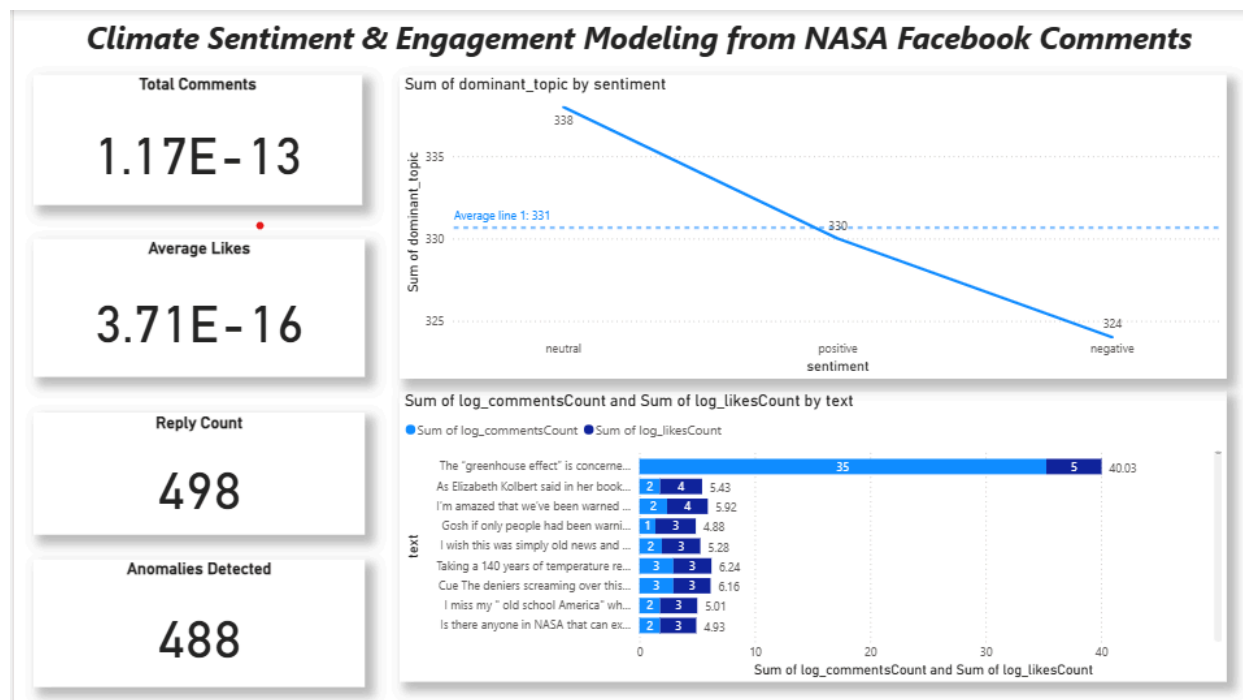 Climate Sentiment & Engagement Modeling from NASA Facebook Comments
Total Comments
1.17E-13
Average Likes
3.71E-16
Reply Count
498
Anomalies Detected
488
Sum of dominant_topic by sentiment
Sum of dominant_topic
335
330
325
338
Average line 1: 331
330
324
neutral
positive
negative
sentiment
Sum of log_commentsCount and Sum of log_likesCount by text
Sum of log_commentsCount
Sum of log_likesCount
text
The "greenhouse effect" is concerne...
35
5
40.03
As Elizabeth Kolbert said in her book...
2
4
5.43
I'm amazed that we've been warned ...
2
4
5.92
Gosh if only people had been warni...
1
3
4.88
I wish this was simply old news and ...
2
3
5.28
Taking a 140 years of temperature re...
3
3
6.24
Cue The deniers screaming over this...
3
3
6.16
I miss my " old school America" wh...
2
3
5.01
Is there anyone in NASA that can ex...
2
3
4.93
0
10
20
30
40
Sum of log_commentsCount and Sum of log_likesCount